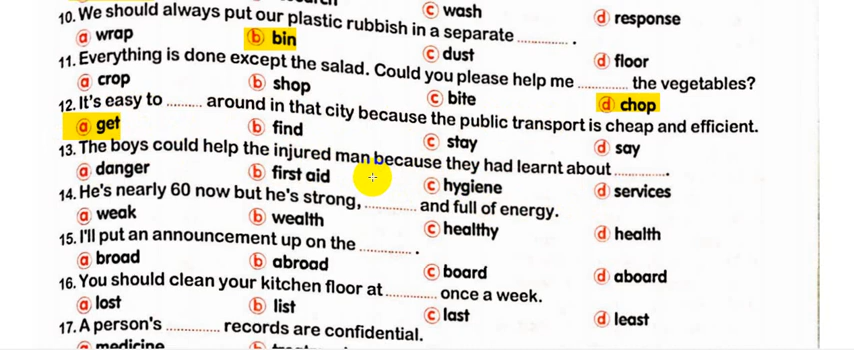 ⓒ wash ⓓ response
10. We should always put our plastic rubbish in a separate ............ .
ⓐ wrap ⓑ bin ⓒ dust ⓓ floor
11. Everything is done except the salad. Could you please help me ............ the vegetables?
ⓐ crop ⓑ shop ⓒ bite ⓓ chop
12. It's easy to ......... around in that city because the public transport is cheap and efficient.
ⓐ get ⓑ find ⓒ stay ⓓ say
13. The boys could help the injured man because they had learnt about ............ .
ⓐ danger ⓑ first aid ⓒ hygiene ⓓ services
14. He's nearly 60 now but he's strong, ............ and full of energy.
ⓐ weak ⓑ wealth ⓒ healthy ⓓ health
15. I'll put an announcement up on the ............ .
ⓐ broad ⓑ abroad ⓒ board ⓓ aboard
16. You should clean your kitchen floor at ............ once a week.
ⓐ lost ⓑ list ⓒ last ⓓ least
17. A person's ............ records are confidential.
ⓐ medicine